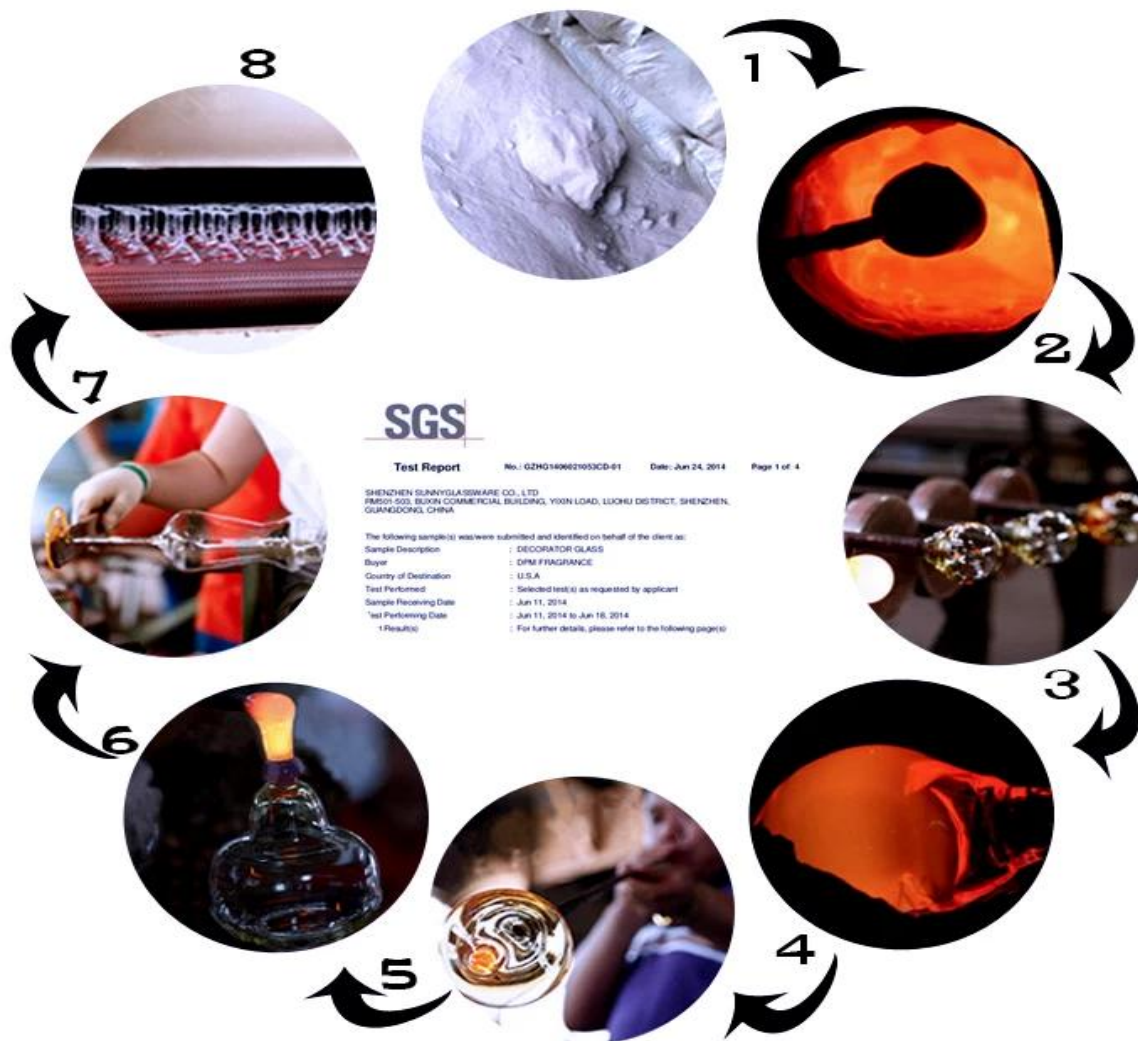 8
1
2
7
SGS
Test Report No.: GZHG1406021053CD-01 Date: Jun 24, 2014 Page 1 of 4
SHENZHEN SUNNYGLASSWARE CO., LTD
RM501-503, BUXIN COMMERCIAL BUILDING, YIXIN LOAD, LUOHU DISTRICT, SHENZHEN,
GUANGDONG, CHINA
The following sample(s) was/were submitted and identified on behalf of the client as:
Sample Description : DECORATOR GLASS
Buyer : DPM FRAGRANCE
Country of Destination : U.S.A
Test Performed : Selected test(s) as requested by applicant
Sample Receiving Date : Jun 11, 2014
Test Performing Date : Jun 11, 2014 to Jun 18, 2014
t Result(s) : For further details, please refer to the following page(s)
3
6
4
5